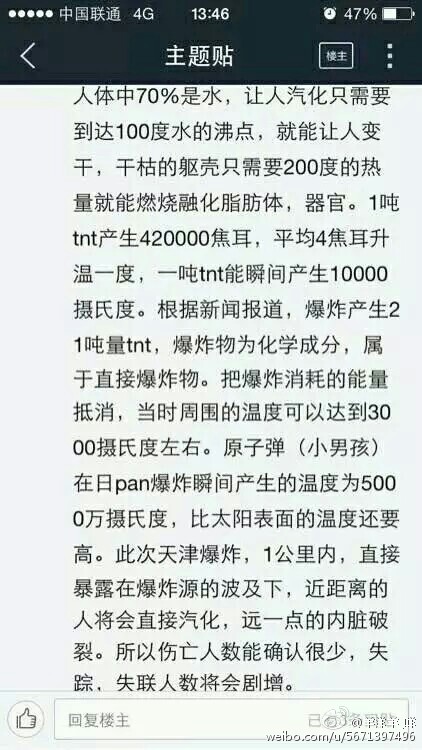 中国联通 4G 13:46 47%
主题贴 楼主
人体中70%是水，让人汽化只需要
到达100度水的沸点，就能让人变
干，干枯的躯壳只需要200度的热
量就能燃烧融化脂肪体，器官。1吨
tnt产生420000焦耳，平均4焦耳升
温一度，一吨tnt能瞬间产生10000
摄氏度。根据新闻报道，爆炸产生2
1吨量tnt，爆炸物为化学成分，属
于直接爆炸物。把爆炸消耗的能量
抵消，当时周围的温度可以达到30
00摄氏度左右。原子弹（小男孩）
在日pan爆炸瞬间产生的温度为500
0万摄氏度，比太阳表面的温度还要
高。此次天津爆炸，1公里内，直接
暴露在爆炸源的波及下，近距离的
人将会直接汽化，远一点的内脏破
裂。所以伤亡人数能确认很少，失
踪，失联人数将会剧增。
回复楼主
weibo.com/u/5671397496